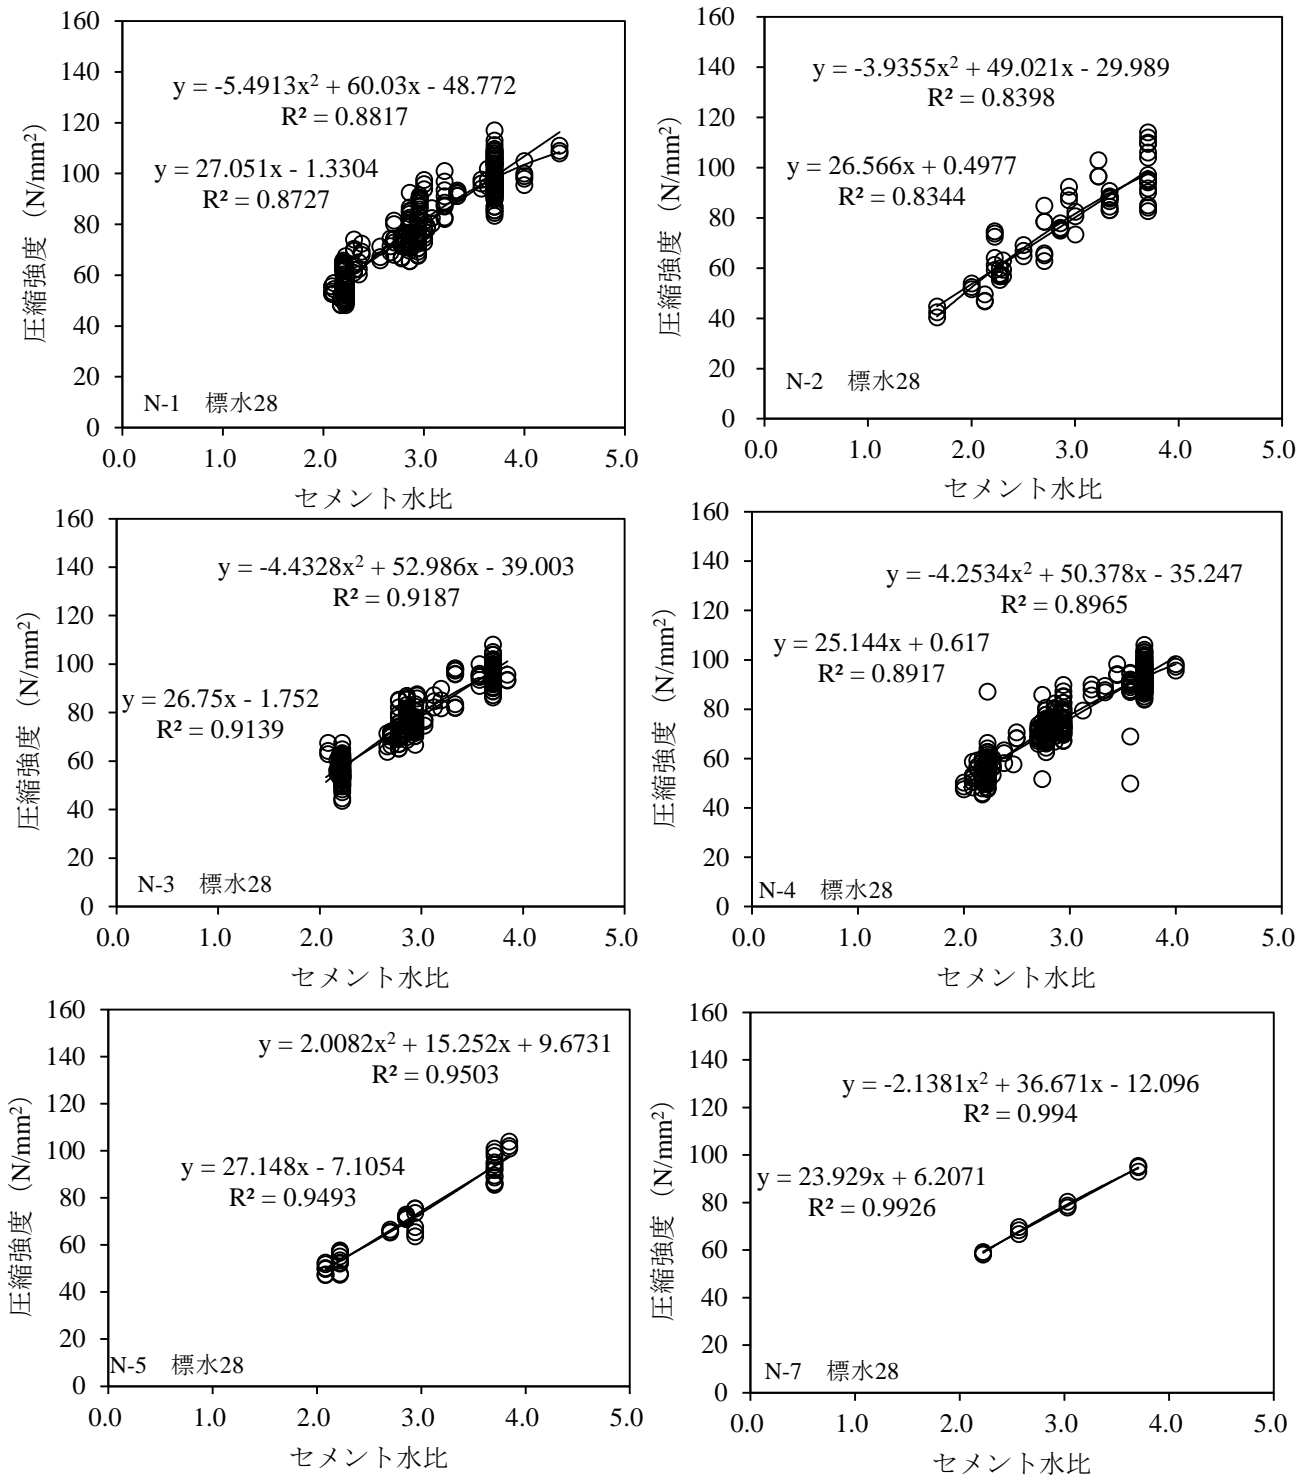 160
140
120
100
80
60
40
20
0
圧縮強度（N/mm²）
y = -5.4913x² + 60.03x - 48.772
R² = 0.8817
y = 27.051x - 1.3304
R² = 0.8727
N-1　標水28
0.0 1.0 2.0 3.0 4.0 5.0
セメント水比
160
140
120
100
80
60
40
20
0
圧縮強度（N/mm²）
y = -3.9355x² + 49.021x - 29.989
R² = 0.8398
y = 26.566x + 0.4977
R² = 0.8344
N-2　標水28
0.0 1.0 2.0 3.0 4.0 5.0
セメント水比
160
140
120
100
80
60
40
20
0
圧縮強度（N/mm²）
y = -4.4328x² + 52.986x - 39.003
R² = 0.9187
y = 26.75x - 1.752
R² = 0.9139
N-3　標水28
0.0 1.0 2.0 3.0 4.0 5.0
セメント水比
160
140
120
100
80
60
40
20
0
圧縮強度（N/mm²）
y = -4.2534x² + 50.378x - 35.247
R² = 0.8965
y = 25.144x + 0.617
R² = 0.8917
N-4　標水28
0.0 1.0 2.0 3.0 4.0 5.0
セメント水比
160
140
120
100
80
60
40
20
0
圧縮強度（N/mm²）
y = 2.0082x² + 15.252x + 9.6731
R² = 0.9503
y = 27.148x - 7.1054
R² = 0.9493
N-5　標水28
0.0 1.0 2.0 3.0 4.0 5.0
セメント水比
160
140
120
100
80
60
40
20
0
圧縮強度（N/mm²）
y = -2.1381x² + 36.671x - 12.096
R² = 0.994
y = 23.929x + 6.2071
R² = 0.9926
N-7　標水28
0.0 1.0 2.0 3.0 4.0 5.0
セメント水比